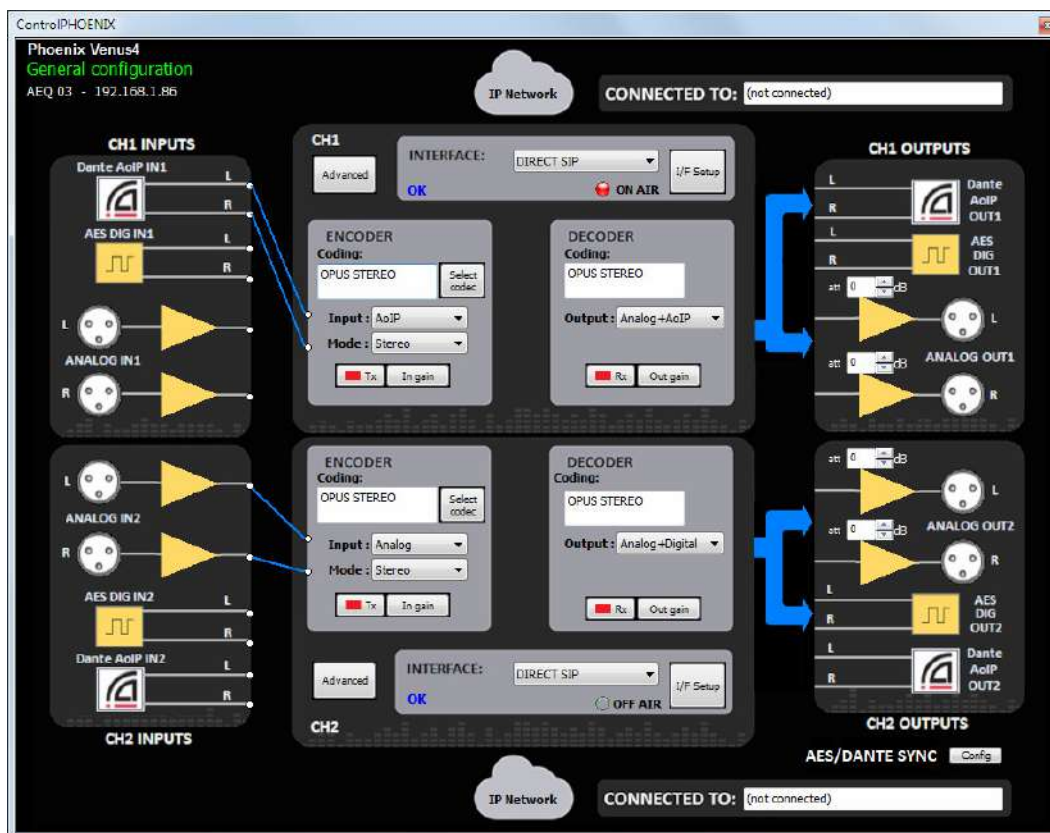 ControlPHOENIX
Phoenix Venus4
General configuration
AEQ 03 - 192.168.1.86
IP Network
CONNECTED TO: (not connected)
CH1 INPUTS
Dante AoIP IN1
L
R
AES DIG IN1
L
R
L
ANALOG IN1
R
CH1
Advanced
INTERFACE:
DIRECT SIP
I/F Setup
OK
ON AIR
ENCODER
Coding:
OPUS STEREO
Select codec
Input : AoIP
Mode : Stereo
Tx
In gain
DECODER
Coding:
OPUS STEREO
Output : Analog+AoIP
Rx
Out gain
CH1 OUTPUTS
L
R
Dante
AoIP
OUT1
L
R
AES
DIG
OUT1
att 0 dB
L
ANALOG OUT1
att 0 dB
R
L
ANALOG IN2
R
AES DIG IN2
L
R
Dante AoIP IN2
L
R
CH2 INPUTS
ENCODER
Coding:
OPUS STEREO
Select codec
Input : Analog
Mode : Stereo
Tx
In gain
DECODER
Coding:
OPUS STEREO
Output : Analog+Digital
Rx
Out gain
Advanced
INTERFACE:
DIRECT SIP
I/F Setup
OK
OFF AIR
CH2
att 0 dB
L
ANALOG OUT2
att 0 dB
R
L
R
AES
DIG
OUT2
L
R
Dante
AoIP
OUT2
CH2 OUTPUTS
AES/DANTE SYNC Config
IP Network
CONNECTED TO: (not connected)